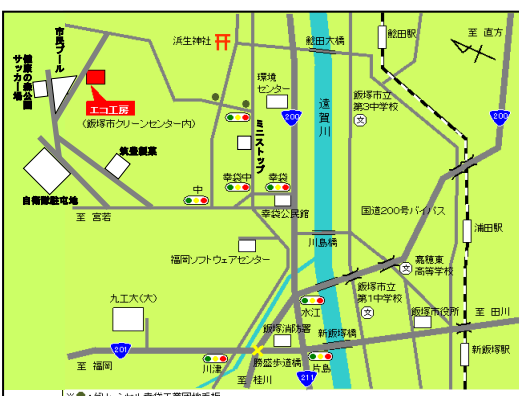 市民プール
健康の森公園
サッカー場
浜生神社
鯰田大橋
鯰田駅
至 直方
環境
センター
飯塚市立
第3中学校
文
200
200
遠賀川
エコ工房
(飯塚市クリーンセンター内)
ミニストップ
筑豊製薬
中
幸袋中
幸袋
自衛隊駐屯地
至 宮若
幸袋公民館
国道200号バイパス
浦田駅
川島橋
福岡ソフトウェアセンター
文
嘉穂東
高等学校
九工大(大)
水江
飯塚市立
第1中学校
文
飯塚市役所
至 田川
飯塚消防署
新飯塚橋
201
新飯塚駅
至 福岡
川津
勝盛歩道橋
片島
至 桂川
211